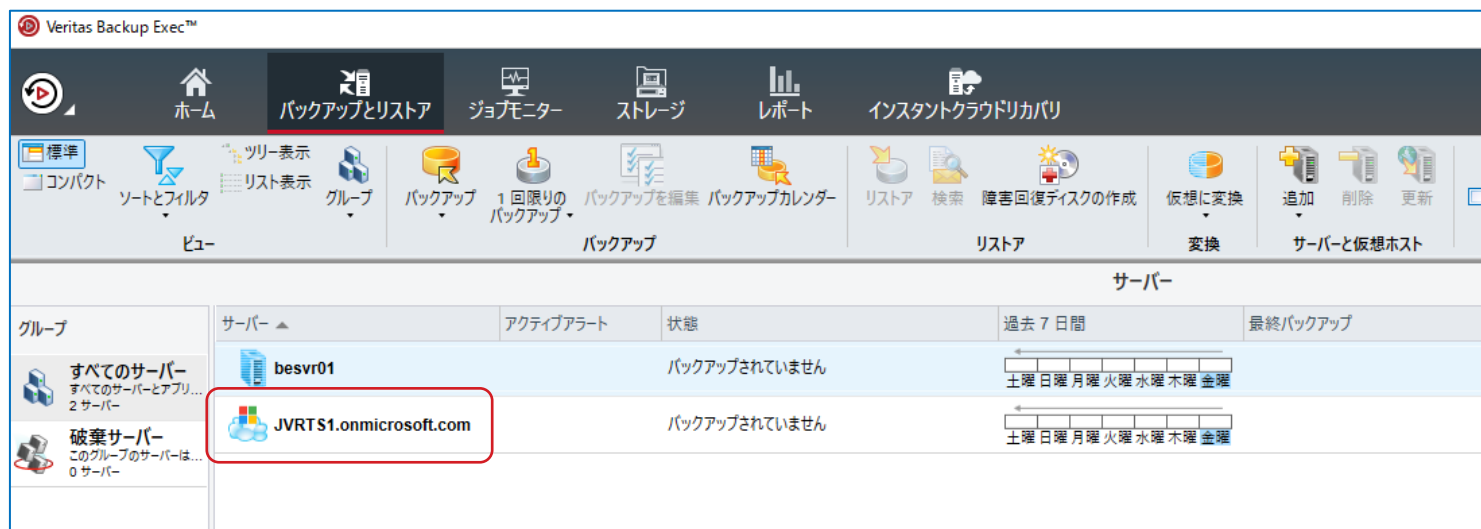 Veritas Backup Exec™
ホーム
バックアップとリストア
ジョブモニター
ストレージ
レポート
インスタントクラウドリカバリ
標準
コンパクト
ソートとフィルタ
ツリー表示
リスト表示
グループ
バックアップ
1 回限りの
バックアップ
バックアップを編集
バックアップカレンダー
リストア
検索
障害回復ディスクの作成
仮想に変換
追加
削除
更新
ビュー
バックアップ
リストア
変換
サーバーと仮想ホスト
サーバー
グループ
サーバー
アクティブアラート
状態
過去 7 日間
最終バックアップ
すべてのサーバー
すべてのサーバーとアプリ...
2 サーバー
破棄サーバー
このグループのサーバーは...
0 サーバー
besvr01
バックアップされていません
土曜 日曜 月曜 火曜 水曜 木曜 金曜
JVRTS1.onmicrosoft.com
バックアップされていません
土曜 日曜 月曜 火曜 水曜 木曜 金曜